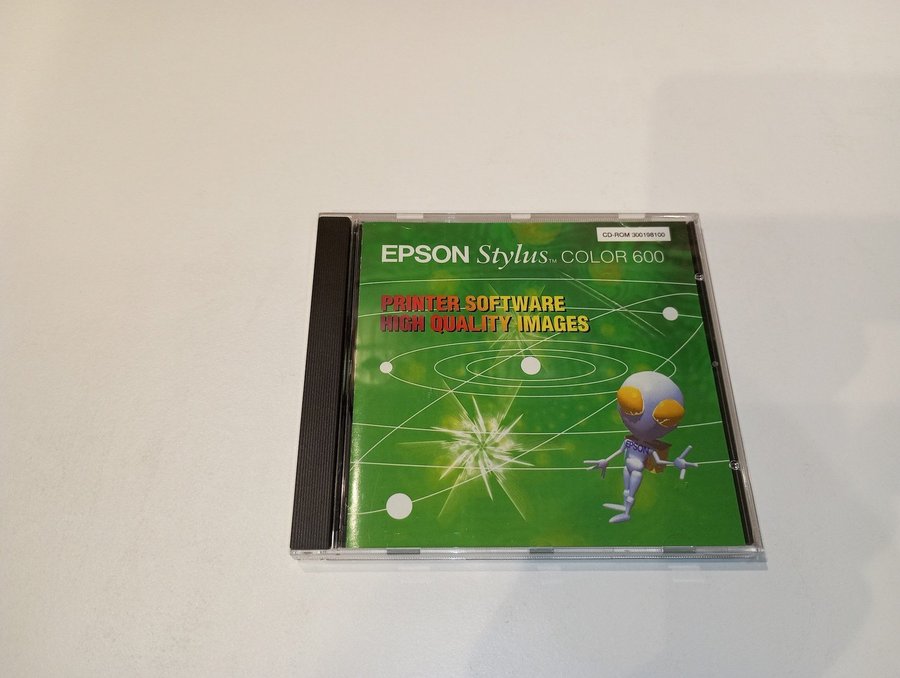 CD-ROM 300198100
EPSON Stylus™ COLOR 600
PRINTER SOFTWARE
HIGH QUALITY IMAGES
EPSON